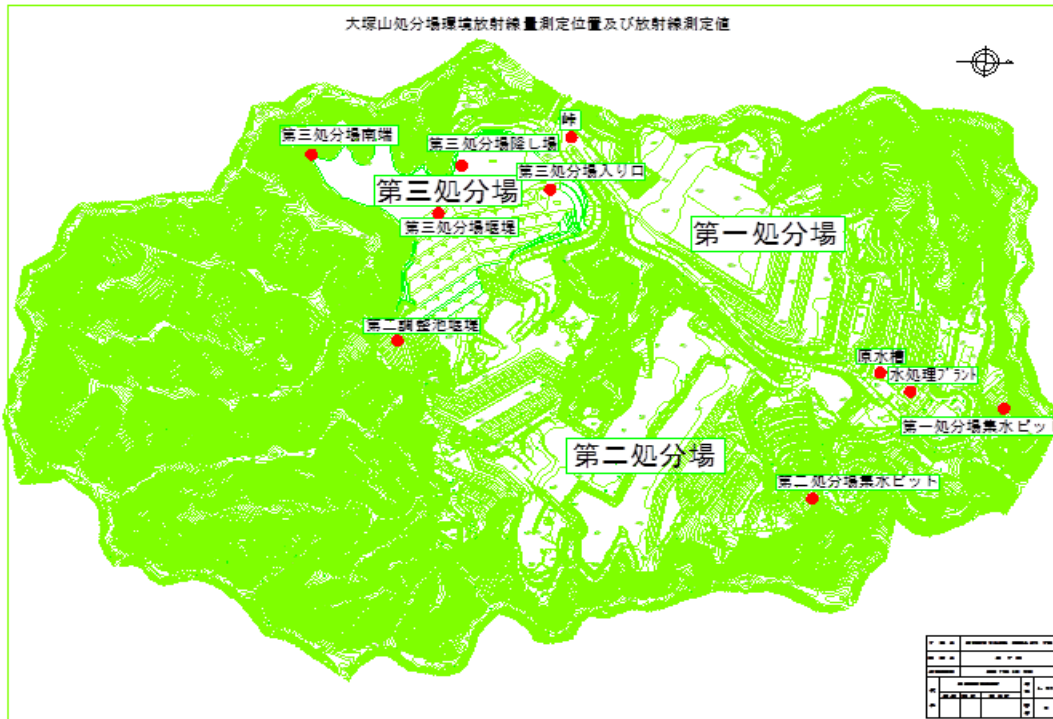 大塚山処分場環境放射線量測定位置及び放射線測定値
峠
第三処分場南端
第三処分場降し場
第三処分場入り口
第三処分場
第三処分場堰堤
第一処分場
第二調整池堰堤
原水槽
水処理プラント
第一処分場集水ピット
第二処分場
第二処分場集水ピット